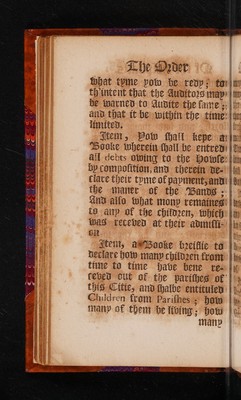 The Order
what tyme yow be redy; to
th'intent that the Auditors may
be warned to Audite the same;
and that it be within the time
limited.
Item, Yow shall kepe a
Booke wherein shall be entred
all debts owing to the howse
by composition, and therein de-
clare their tyme of payment, and
the maner of the Bands;
And also what mony remaines
to any of the children, which
was receved at their admissi-
on
Item, a Booke breiflie to
declare how many children from
time to time have bene re-
ceved out of the parishes of
this Citie, and shalbe entituled
Children from Parishes; how
many of them be living; how
many